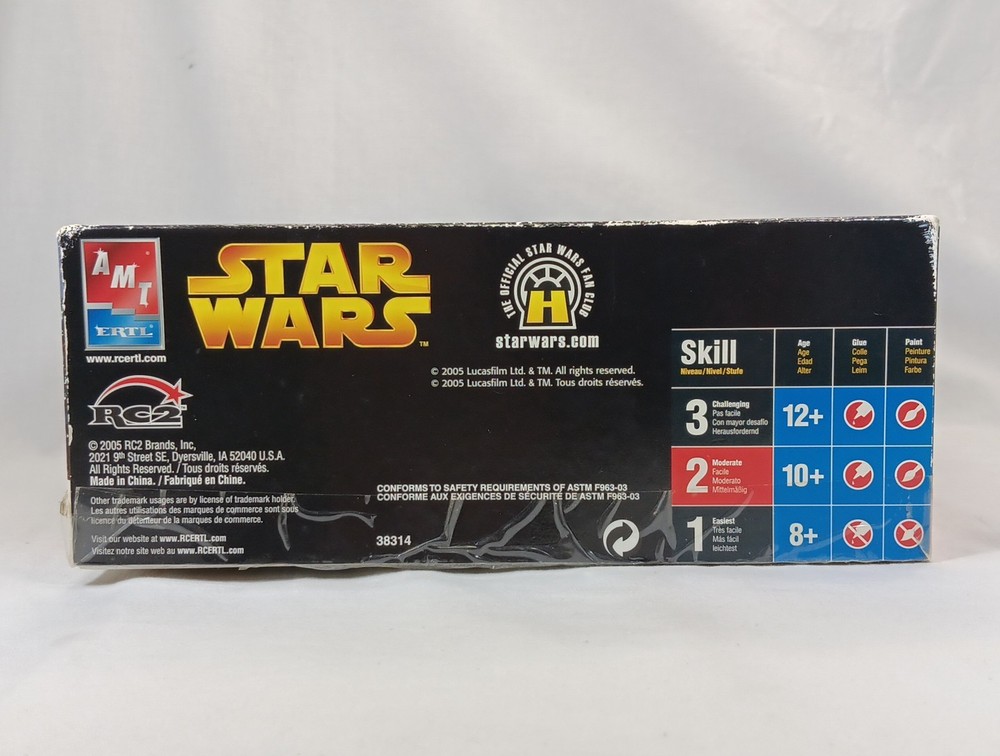 AMT
ERTL
www.rcertl.com
STAR
WARS™
THE OFFICIAL STAR WARS FAN CLUB
H
starwars.com
© 2005 Lucasfilm Ltd. & TM. All rights reserved.
© 2005 Lucasfilm Ltd. & TM. Tous droits réservés.
RC2
© 2005 RC2 Brands, Inc,
2021 9th Street SE, Dyersville, IA 52040 U.S.A.
All Rights Reserved. / Tous droits réservés.
Made in China. / Fabriqué en Chine.
Other trademark usages are by license of trademark holder.
Les autres utilisations des marques de commerce sont sous
licence du détenteur de la marques de commerce.
Visit our website at www.RCERTL.com
Visitez notre site web au www.RCERTL.com
CONFORMS TO SAFETY REQUIREMENTS OF ASTM F963-03
CONFORME AUX EXIGENCES DE SÉCURITÉ DE ASTM F963-03
38314
Skill
Niveau/Nivel/Stufe
Age
Age
Edad
Alter
Glue
Colle
Pega
Leim
Paint
Peinture
Pintura
Farbe
3
Challenging
Pas facile
Con mayor desafio
Herausfordernd
12+
2
Moderate
Facile
Moderato
Mittelmäßig
10+
1
Easiest
Très facile
Más fácil
leichtest
8+